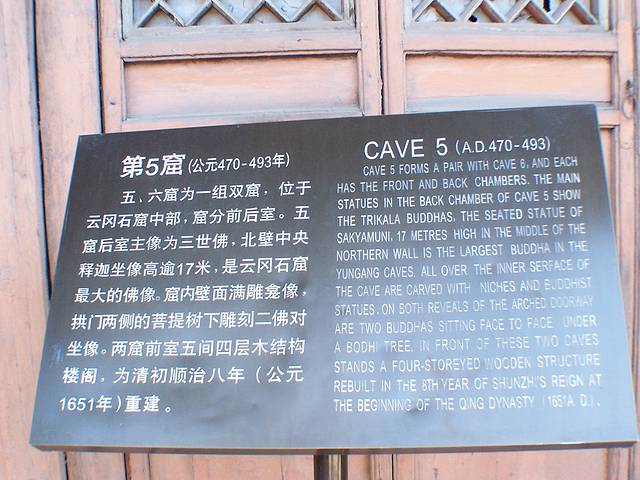 第5窟(公元470-493年)
五、六窟为一组双窟，位于
云冈石窟中部，窟分前后室。五
窟后室主像为三世佛，北壁中央
释迦坐像高逾17米，是云冈石窟
最大的佛像。窟内壁面满雕龛像，
拱门两侧的菩提树下雕刻二佛对
坐像。两窟前室五间四层木结构
楼阁，为清初顺治八年（公元
1651年）重建。
CAVE 5 (A.D.470-493)
CAVE 5 FORMS A PAIR WITH CAVE 6, AND EACH
HAS THE FRONT AND BACK CHAMBERS. THE MAIN
STATUES IN THE BACK CHAMBER OF CAVE 5 SHOW
THE TRIKALA BUDDHAS. THE SEATED STATUE OF
SAKYAMUNI, 17 METRES HIGH IN THE MIDDLE OF THE
NORTHERN WALL IS THE LARGEST BUDDHA IN THE
YUNGANG CAVES. ALL OVER THE INNER SERFACE OF
THE CAVE ARE CARVED WITH NICHES AND BUDDHIST
STATUES. ON BOTH REVEALS OF THE ARCHED DOORWAY
ARE TWO BUDDHAS SITTING FACE TO FACE UNDER
A BODHI TREE. IN FRONT OF THESE TWO CAVES
STANDS A FOUR-STOREYED WOODEN STRUCTURE
REBUILT IN THE 8TH YEAR OF SHUNZHI'S REIGN AT
THE BEGINNING OF THE QING DYNASTY (1651A.D.).